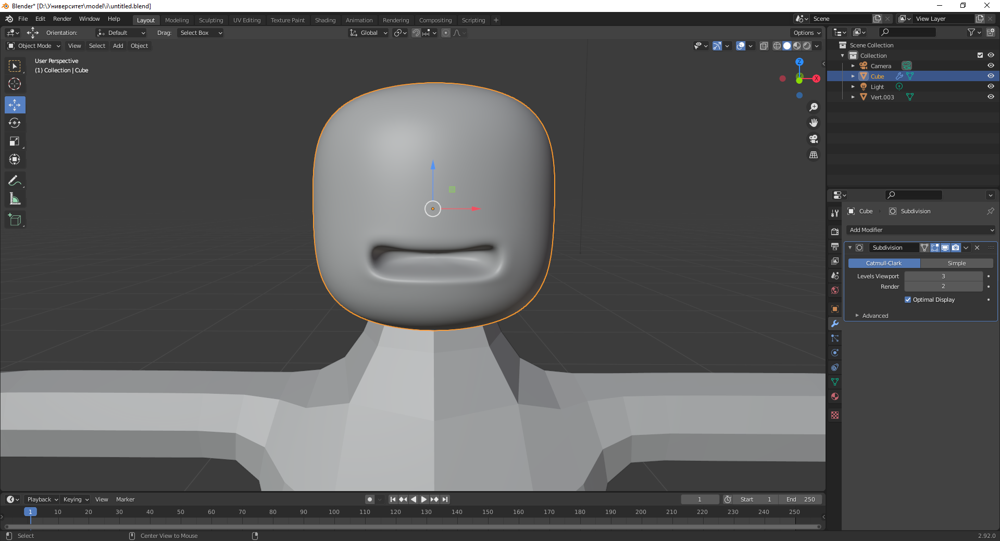 Blender* [D:\Университет\model\i\untitled.blend]
File Edit Render Window Help
Layout Modeling Sculpting UV Editing Texture Paint Shading Animation Rendering Compositing Scripting +
Scene
View Layer
Orientation: Default Drag: Select Box
Global
Options
Object Mode View Select Add Object
User Perspective
(1) Collection | Cube
Z
X
Scene Collection
Collection
Camera
Cube
Light
Vert.003
Cube
Subdivision
Add Modifier
Subdivision
Catmull-Clark Simple
Levels Viewport 3
Render 2
Optimal Display
Advanced
Playback Keying View Marker
1
Start 1
End 250
1 10 20 30 40 50 60 70 80 90 100 110 120 130 140 150 160 170 180 190 200 210 220 230 240 250
Select
Center View to Mouse
2.92.0